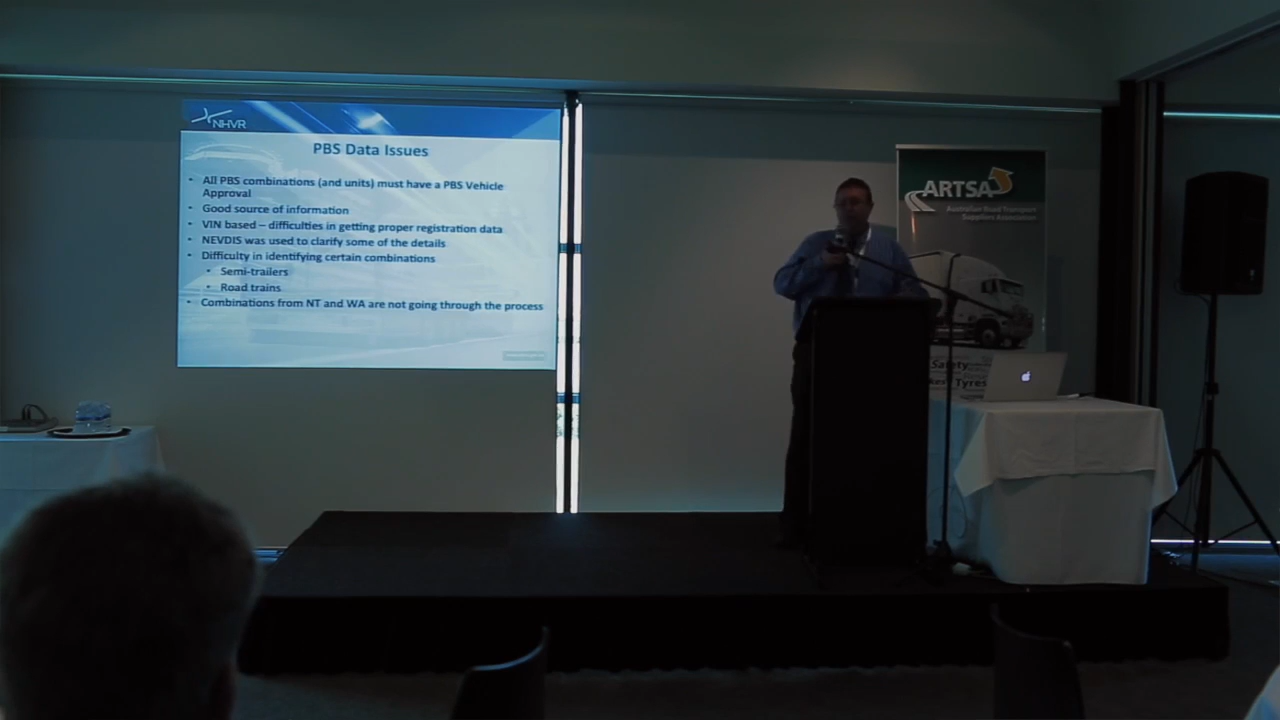 NHVR
PBS Data Issues
• All PBS combinations (and units) must have a PBS Vehicle
Approval
• Good source of information
• VIN based – difficulties in getting proper registration data
• NEVDIS was used to clarify some of the details
• Difficulty in identifying certain combinations
• Semi-trailers
• Road trains
• Combinations from NT and WA are not going through the process
ARTSA
Australian Road Transport
Suppliers Association
Safety
Tyres